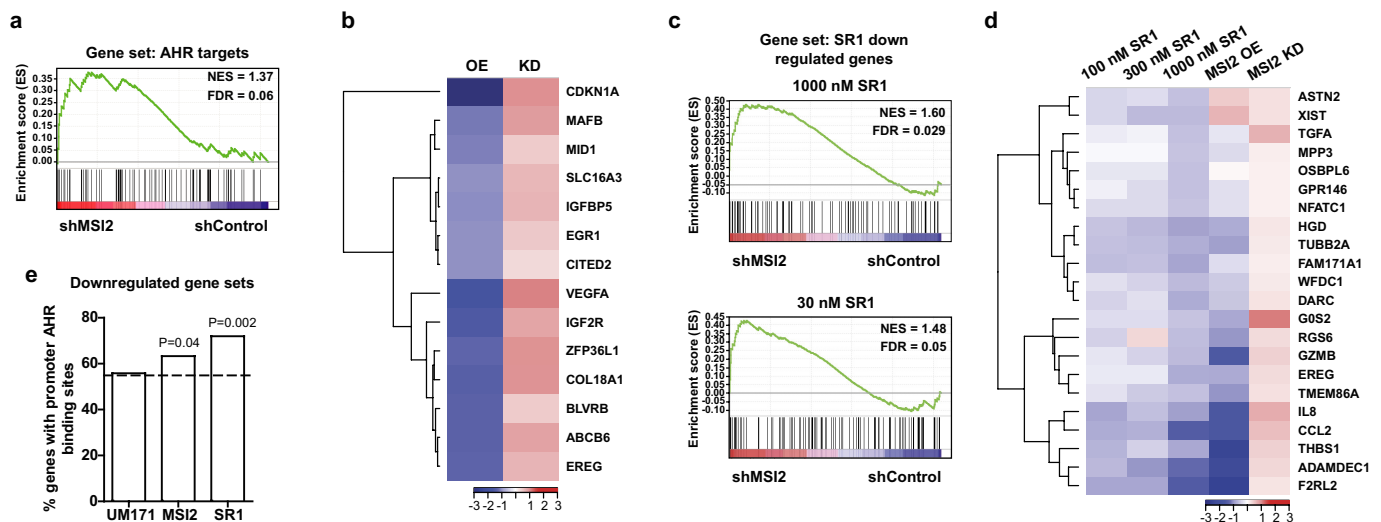 a
Gene set: AHR targets
NES = 1.37
FDR = 0.06
Enrichment score (ES)
0.35
0.30
0.25
0.20
0.15
0.10
0.05
0.00
shMSI2 shControl
b
OE KD
CDKN1A
MAFB
MID1
SLC16A3
IGFBP5
EGR1
CITED2
VEGFA
IGF2R
ZFP36L1
COL18A1
BLVRB
ABCB6
EREG
-3 -2 -1 1 2 3
c
Gene set: SR1 down
regulated genes
1000 nM SR1
NES = 1.60
FDR = 0.029
Enrichment score (ES)
0.50
0.45
0.40
0.35
0.30
0.25
0.20
0.15
0.10
0.05
0.00
-0.05
-0.10
shMSI2 shControl
30 nM SR1
NES = 1.48
FDR = 0.05
Enrichment score (ES)
0.45
0.40
0.35
0.30
0.25
0.20
0.15
0.10
0.05
0.00
-0.05
-0.10
shMSI2 shControl
d
100 nM SR1
300 nM SR1
1000 nM SR1
MSI2 OE
MSI2 KD
ASTN2
XIST
TGFA
MPP3
OSBPL6
GPR146
NFATC1
HGD
TUBB2A
FAM171A1
WFDC1
DARC
G0S2
RGS6
GZMB
EREG
TMEM86A
IL8
CCL2
THBS1
ADAMDEC1
F2RL2
-3 -2 -1 1 2 3
e
Downregulated gene sets
% genes with promoter AHR
binding sites
80
60
40
20
0
P=0.04
P=0.002
UM171 MSI2 SR1